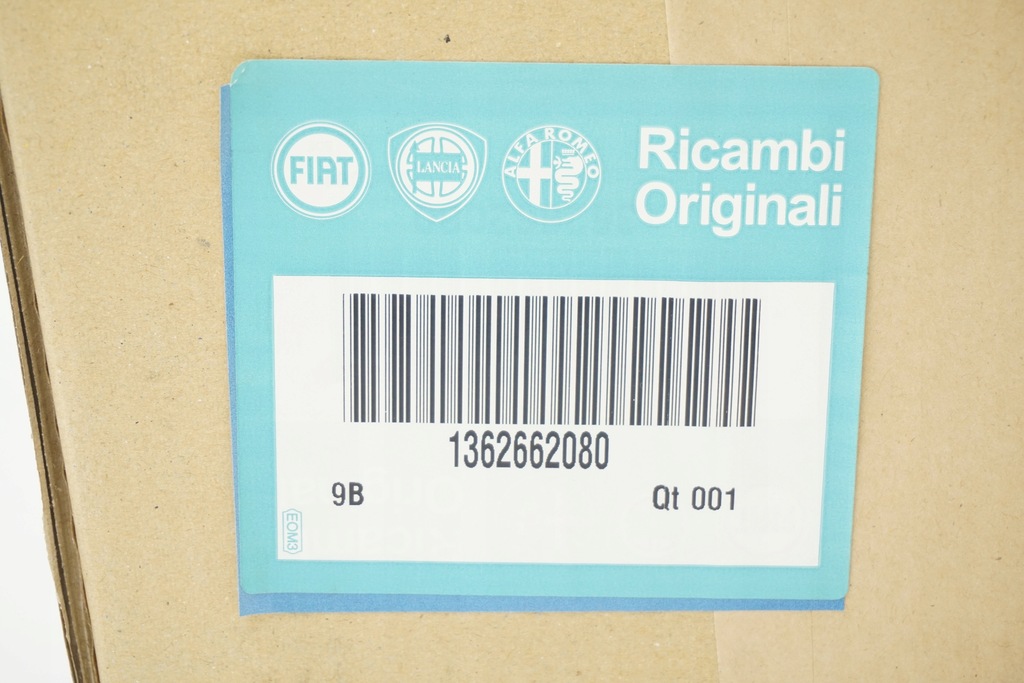 FIAT
LANCIA
ALFA ROMEO
Ricambi
Originali
1362662080
9B
Qt 001
EOM3